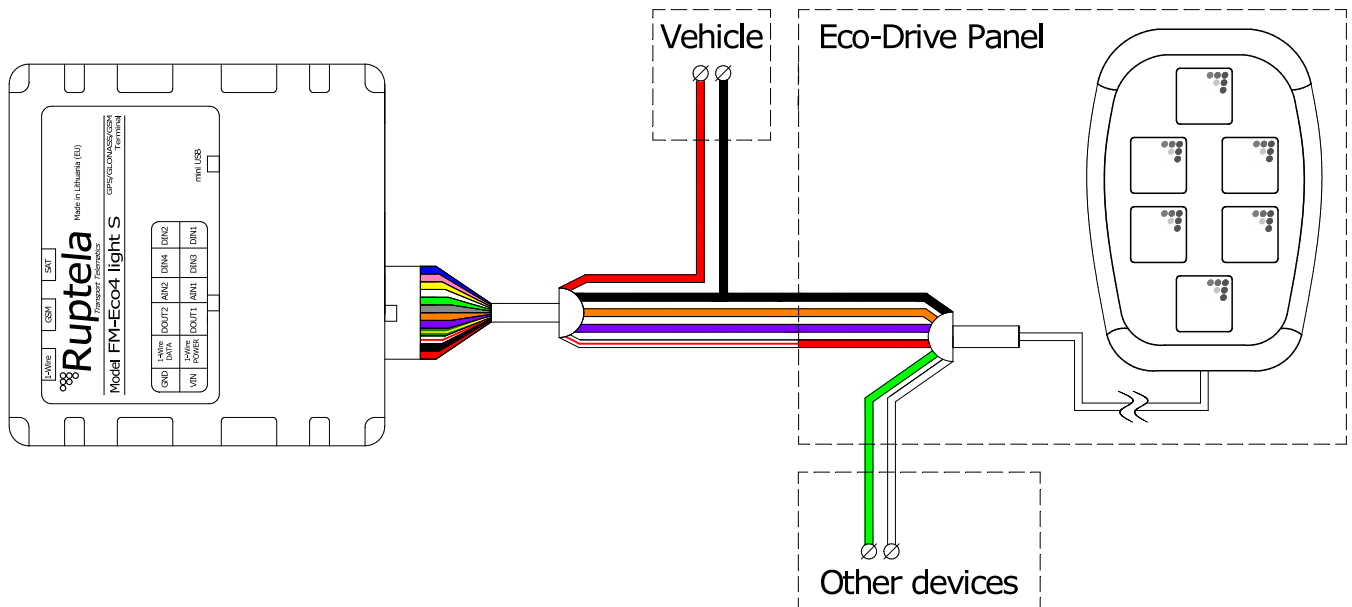 Vehicle
Eco-Drive Panel
1-Wire
GSM
SAT
Ruptela
Transport Telematics
Made in Lithuania (EU)
Model FM-Eco4 light S
GPS/GLONASS/GSM
Terminal
mini USB
GND
1-Wire
DATA
DOUT2
AIN2
DIN4
DIN2
VIN
1-Wire
POWER
DOUT1
AIN1
DIN3
DIN1
Other devices